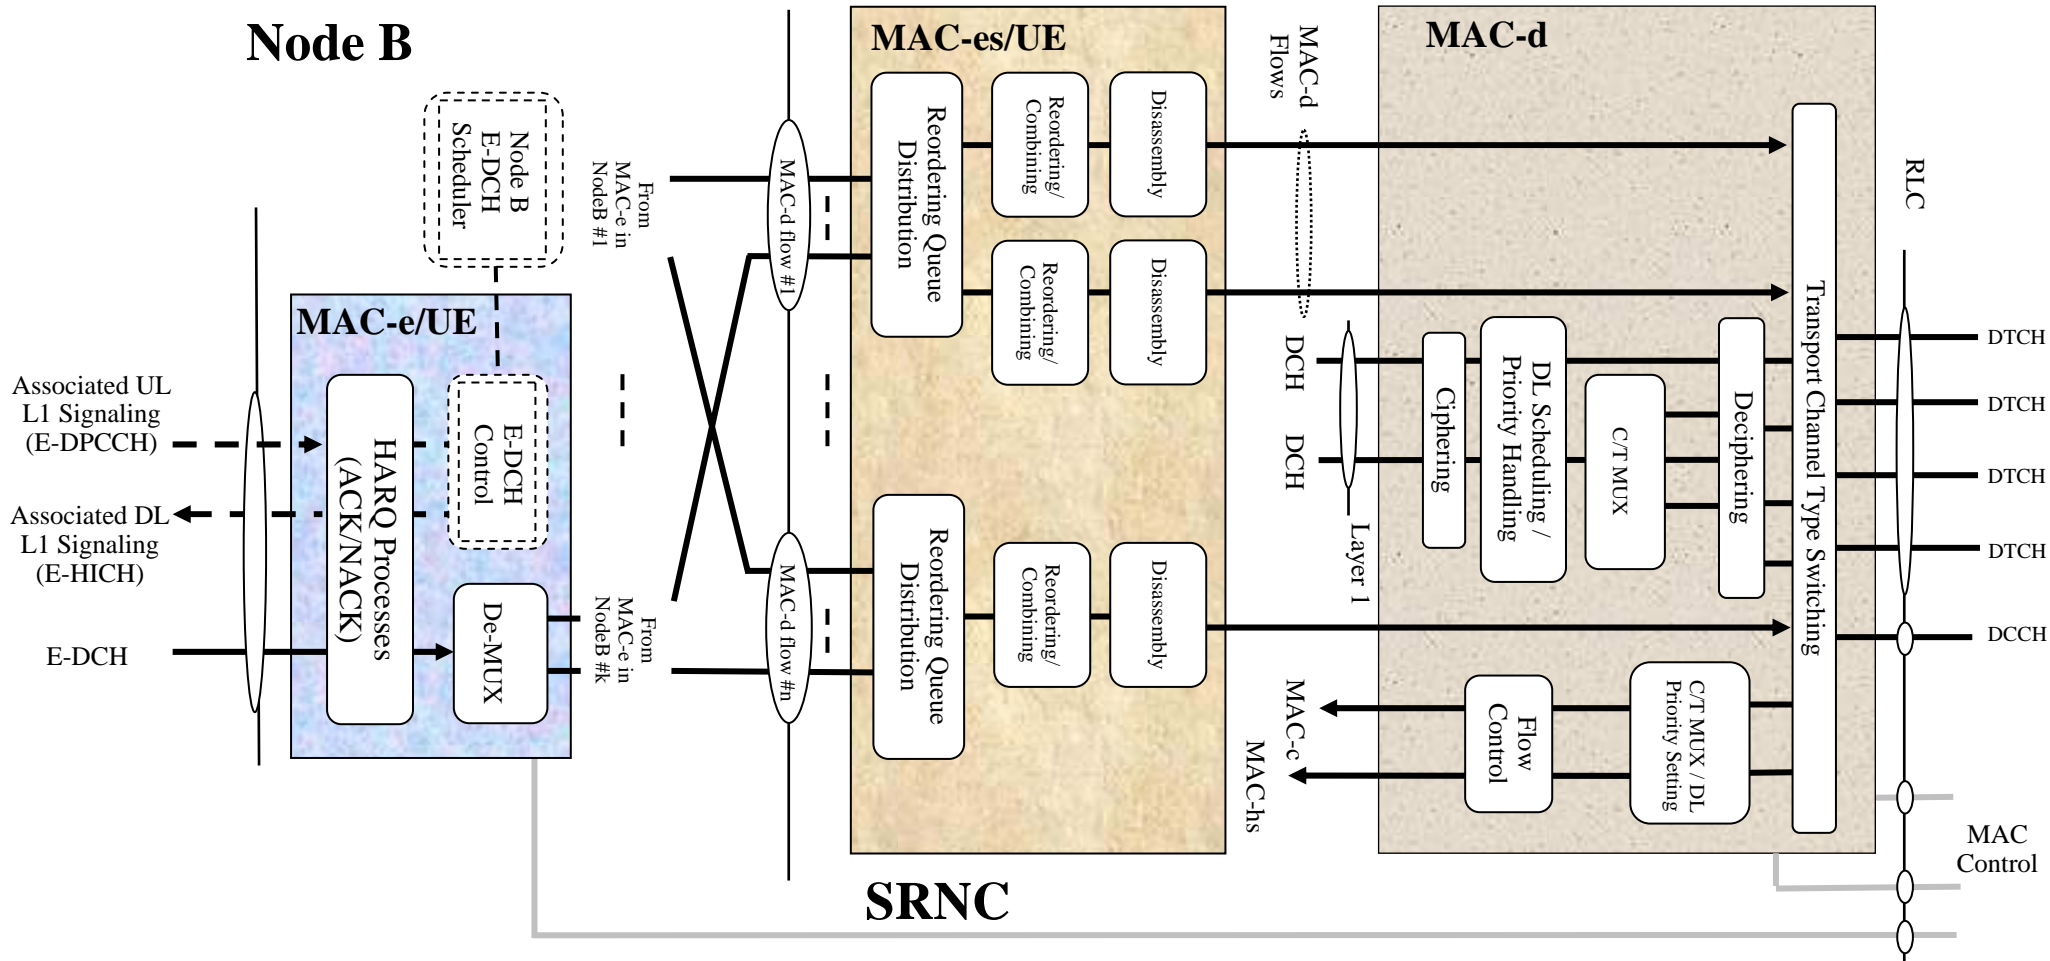 Node B
MAC-e/UE
Node B
E-DCH
Scheduler
Associated UL
L1 Signaling
(E-DPCCH)
Associated DL
L1 Signaling
(E-HICH)
E-DCH
HARQ Processes
(ACK/NACK)
E-DCH
Control
De-MUX
From
MAC-e in
NodeB #1
From
MAC-e in
NodeB #k
MAC-d flow #1
MAC-d flow #n
MAC-es/UE
Reordering Queue
Distribution
Reordering/
Combining
Disassembly
Reordering/
Combining
Disassembly
Reordering Queue
Distribution
Reordering/
Combining
Disassembly
SRNC
MAC-d
Flows
DCH
DCH
Layer 1
MAC-c
MAC-hs
MAC-d
Ciphering
DL Scheduling /
Priority Handling
C/T MUX
Deciphering
Transport Channel Type Switching
Flow
Control
C/T MUX / DL
Priority Setting
RLC
DTCH
DTCH
DTCH
DTCH
DCCH
MAC
Control